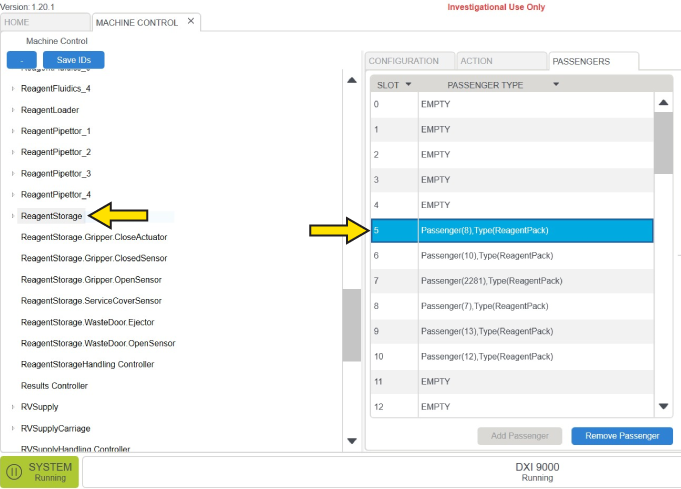 Version: 1.20.1
Investigational Use Only
HOME
MACHINE CONTROL ✕
Machine Control
- Save IDs
CONFIGURATION ACTION PASSENGERS
ReagentFluidics_4
ReagentLoader
ReagentPipettor_1
ReagentPipettor_2
ReagentPipettor_3
ReagentPipettor_4
ReagentStorage
ReagentStorage.Gripper.CloseActuator
ReagentStorage.Gripper.ClosedSensor
ReagentStorage.Gripper.OpenSensor
ReagentStorage.ServiceCoverSensor
ReagentStorage.WasteDoor.Ejector
ReagentStorage.WasteDoor.OpenSensor
ReagentStorageHandling Controller
Results Controller
RVSupply
RVSupplyCarriage
RVSupplyHandling Controller
SLOT PASSENGER TYPE
0 EMPTY
1 EMPTY
2 EMPTY
3 EMPTY
4 EMPTY
5 Passenger(8),Type(ReagentPack)
6 Passenger(10),Type(ReagentPack)
7 Passenger(2281),Type(ReagentPack)
8 Passenger(7),Type(ReagentPack)
9 Passenger(13),Type(ReagentPack)
10 Passenger(12),Type(ReagentPack)
11 EMPTY
12 EMPTY
Add Passenger Remove Passenger
SYSTEM
Running
DXI 9000
Running